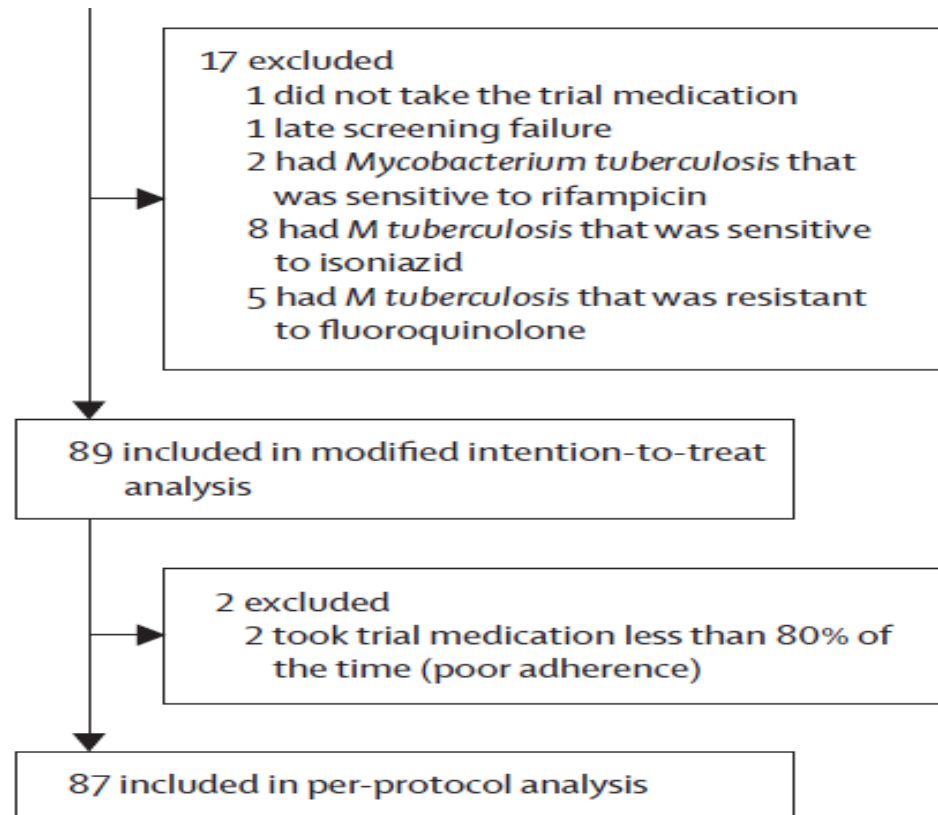 17 excluded
1 did not take the trial medication
1 late screening failure
2 had Mycobacterium tuberculosis that
was sensitive to rifampicin
8 had M tuberculosis that was sensitive
to isoniazid
5 had M tuberculosis that was resistant
to fluoroquinolone
89 included in modified intention-to-treat
analysis
2 excluded
2 took trial medication less than 80% of
the time (poor adherence)
87 included in per-protocol analysis